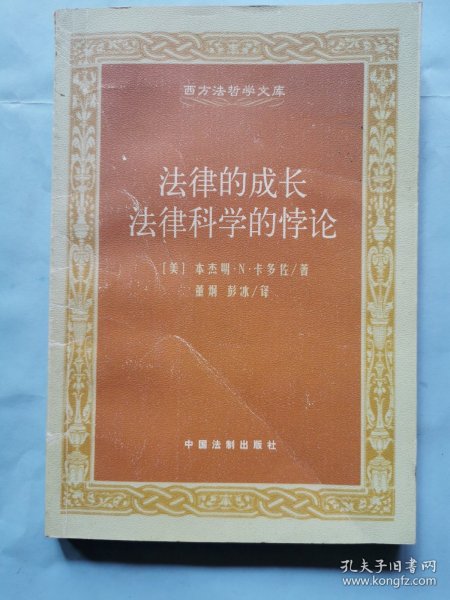 西方法哲学文库
法律的成长
法律科学的悖论
[美] 本杰明·N·卡多佐/著
董炯 彭冰/译
中国法制出版社
孔夫子旧书网
www.kongfz.com